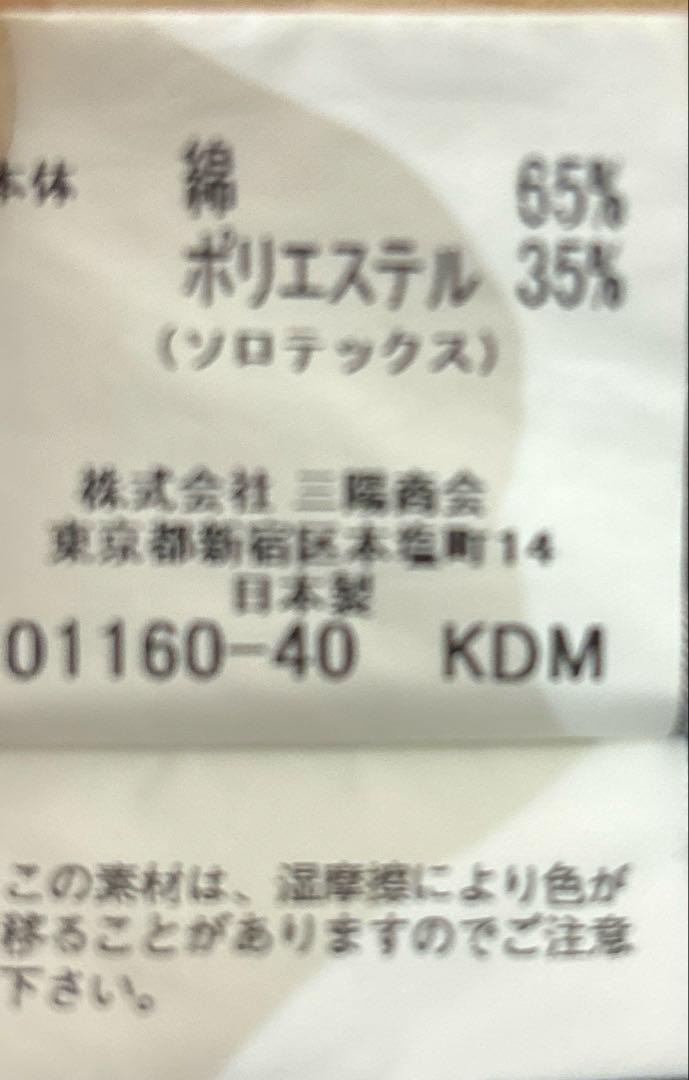 本体 綿 65%
ポリエステル 35%
(ソロテックス)
株式会社 三陽商会
東京都新宿区本塩町14
日本製
01160-40 KDM
この素材は、湿摩擦により色が
移ることがありますのでご注意
下さい。